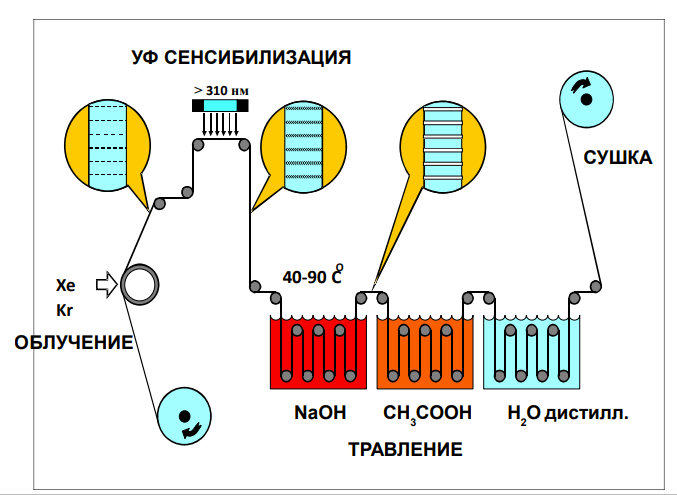 УФ СЕНСИБИЛИЗАЦИЯ
> 310 нм
СУШКА
Xe
Kr
ОБЛУЧЕНИЕ
40-90 C°
NaOH
CH₃COOH
H₂O дистилл.
ТРАВЛЕНИЕ